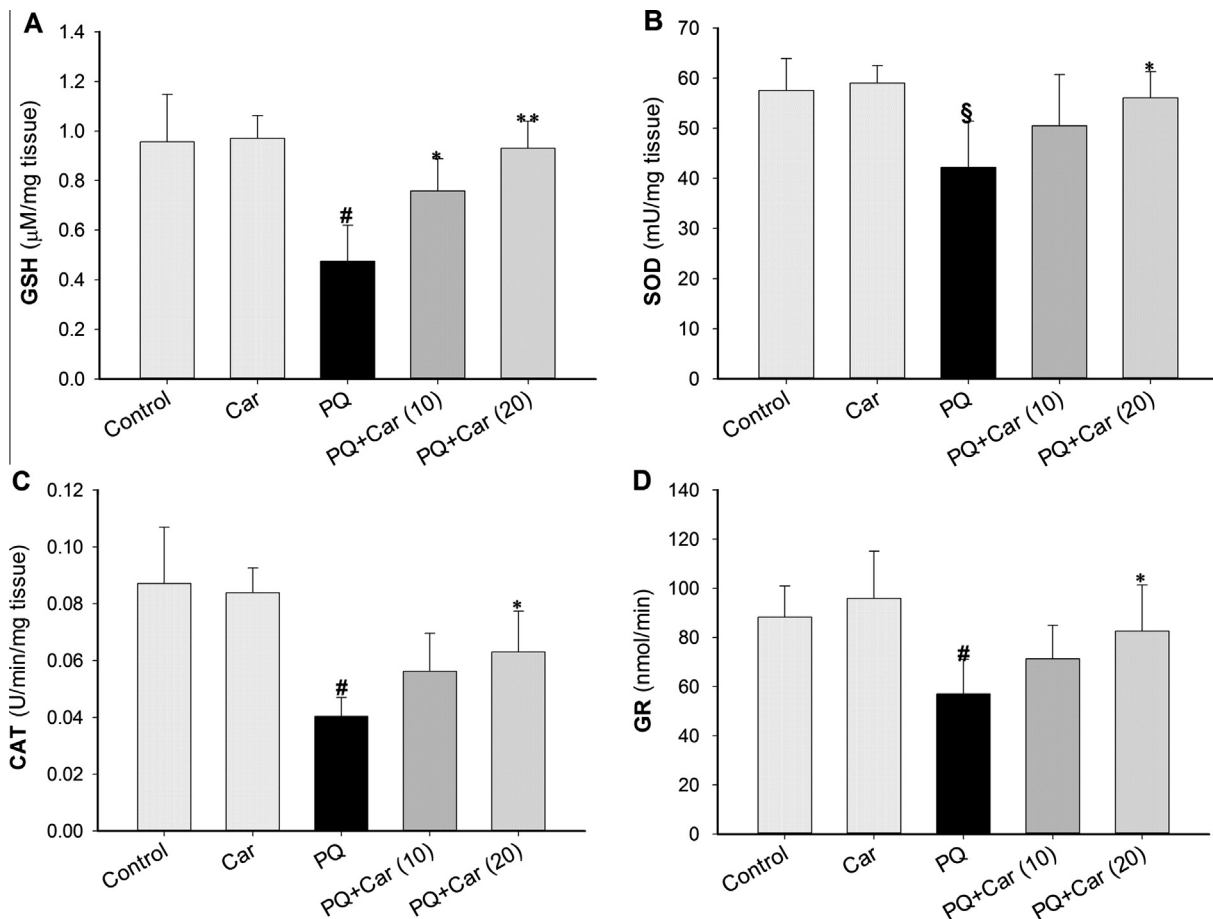 A
GSH (μM/mg tissue)
1.4
1.2
1.0
0.8
0.6
0.4
0.2
0.0
#
*
**
Control
Car
PQ
PQ+Car (10)
PQ+Car (20)
B
SOD (mU/mg tissue)
70
60
50
40
30
20
10
0
§
*
Control
Car
PQ
PQ+Car (10)
PQ+Car (20)
C
CAT (U/min/mg tissue)
0.12
0.10
0.08
0.06
0.04
0.02
0.00
#
*
Control
Car
PQ
PQ+Car (10)
PQ+Car (20)
D
GR (nmol/min)
140
120
100
80
60
40
20
0
#
*
Control
Car
PQ
PQ+Car (10)
PQ+Car (20)